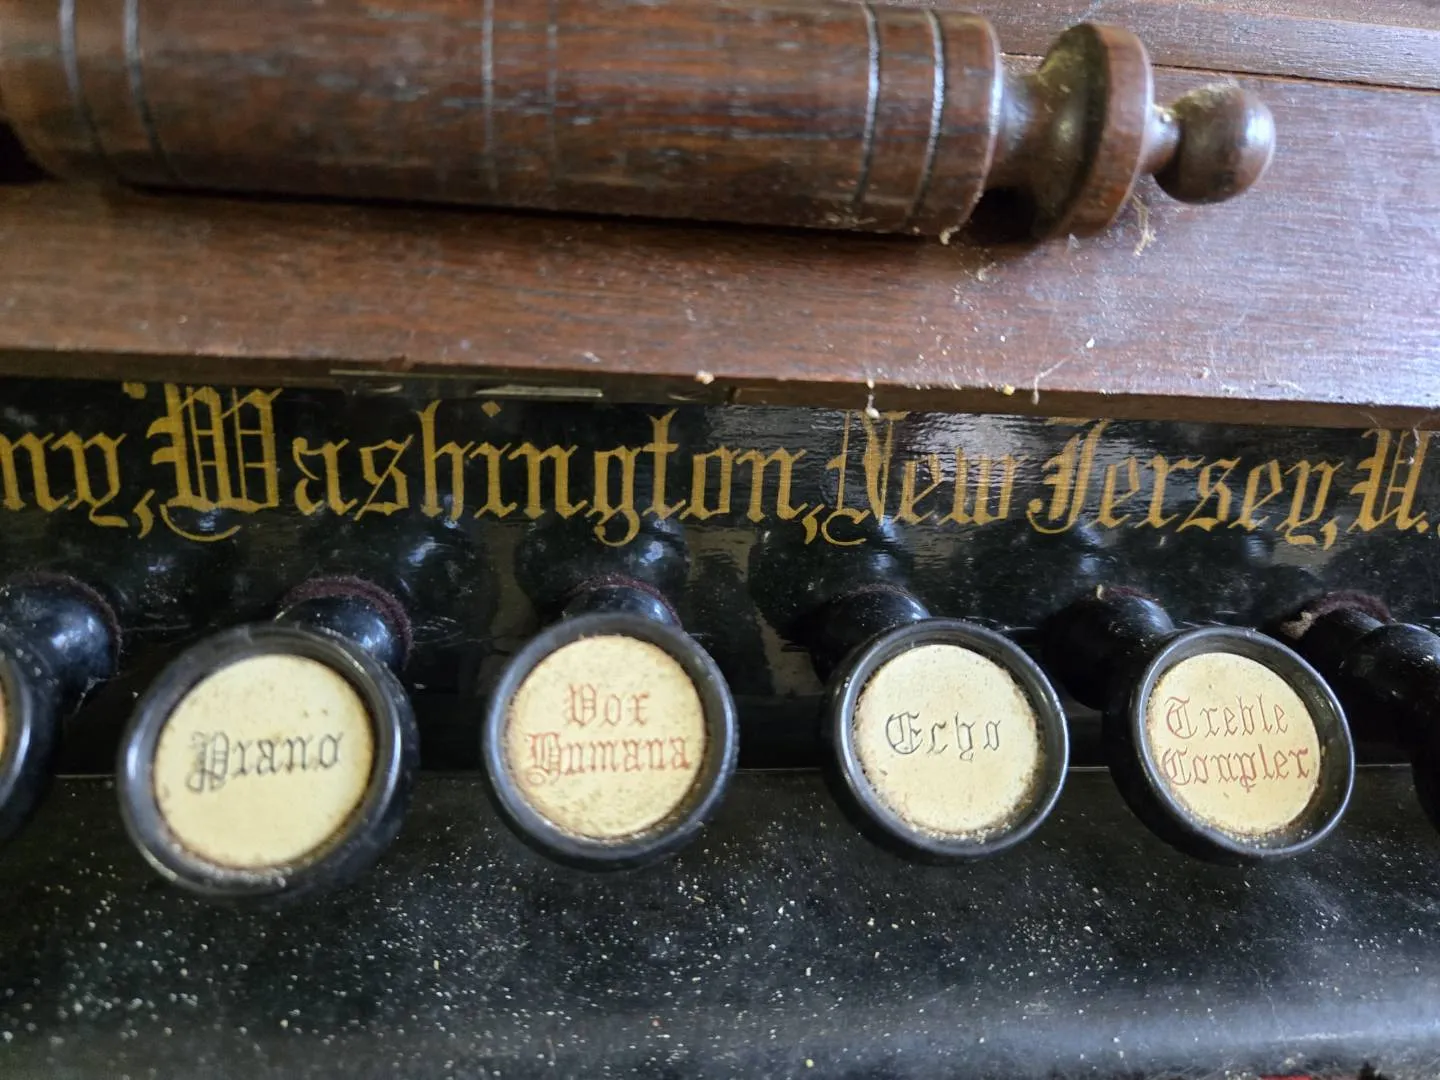 ny, Washington, New Jersey, U.
Piano
Vox
Humana
Echo
Treble
Coupler